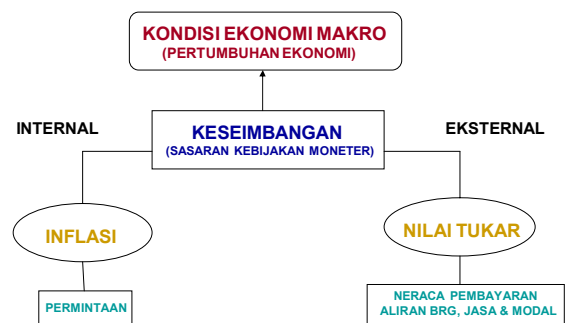 KONDISI EKONOMI MAKRO
(PERTUMBUHAN EKONOMI)
INTERNAL
KESEIMBANGAN
(SASARAN KEBIJAKAN MONETER)
EKSTERNAL
INFLASI
NILAI TUKAR
PERMINTAAN
NERACA PEMBAYARAN
ALIRAN BRG, JASA & MODAL